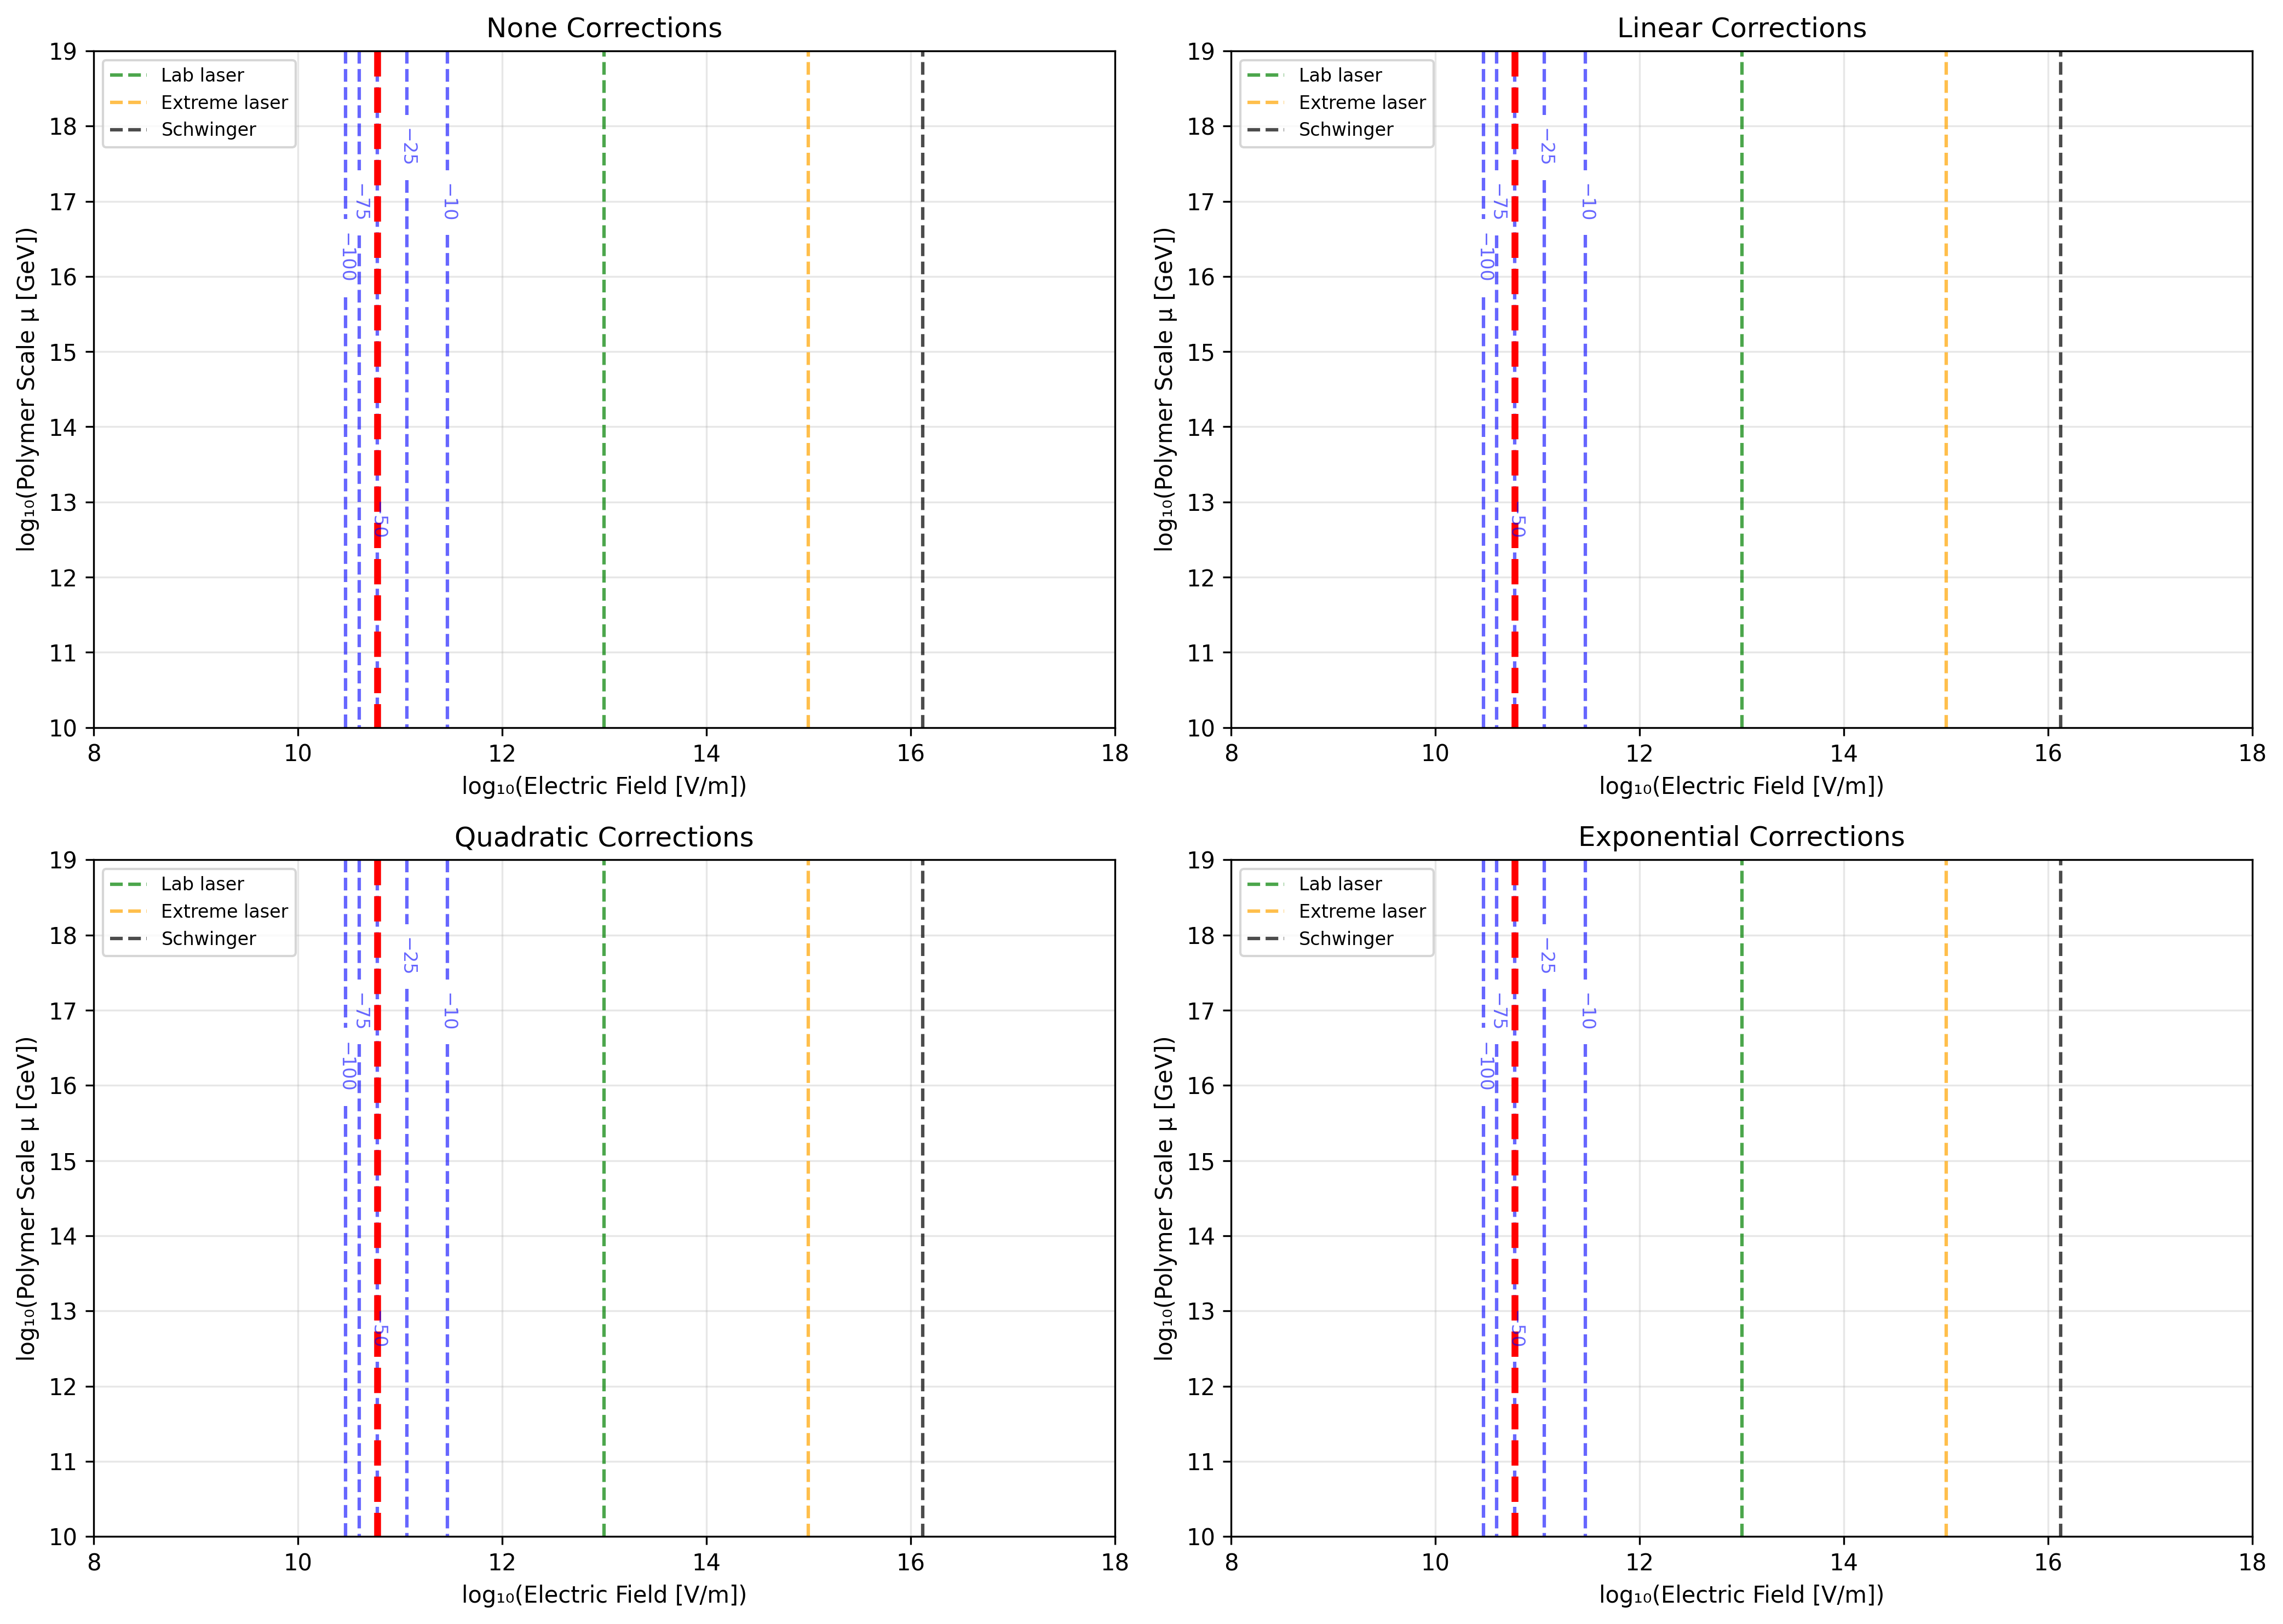 None Corrections
Lab laser
Extreme laser
Schwinger
−100
−75
−50
−25
−10
19
18
17
16
15
14
13
12
11
10
8 10 12 14 16 18
log₁₀(Polymer Scale μ [GeV])
log₁₀(Electric Field [V/m])
Linear Corrections
Lab laser
Extreme laser
Schwinger
−100
−75
−50
−25
−10
19
18
17
16
15
14
13
12
11
10
8 10 12 14 16 18
log₁₀(Polymer Scale μ [GeV])
log₁₀(Electric Field [V/m])
Quadratic Corrections
Lab laser
Extreme laser
Schwinger
−100
−75
−50
−25
−10
19
18
17
16
15
14
13
12
11
10
8 10 12 14 16 18
log₁₀(Polymer Scale μ [GeV])
log₁₀(Electric Field [V/m])
Exponential Corrections
Lab laser
Extreme laser
Schwinger
−100
−75
−50
−25
−10
19
18
17
16
15
14
13
12
11
10
8 10 12 14 16 18
log₁₀(Polymer Scale μ [GeV])
log₁₀(Electric Field [V/m])